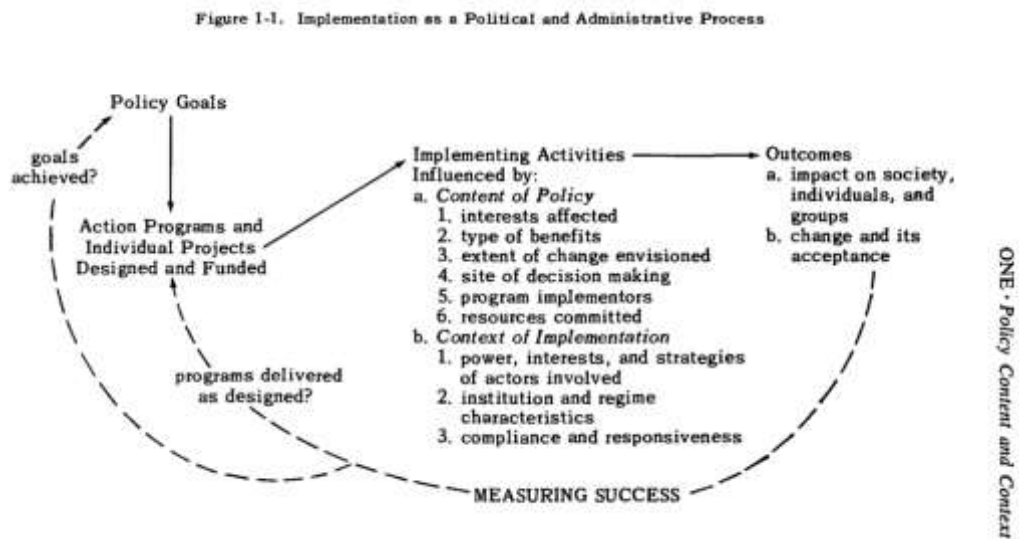 Figure 1-1. Implementation as a Political and Administrative Process
Policy Goals
goals
achieved?
Action Programs and
Individual Projects
Designed and Funded
programs delivered
as designed?
Implementing Activities
Influenced by:
a. Content of Policy
1. interests affected
2. type of benefits
3. extent of change envisioned
4. site of decision making
5. program implementors
6. resources committed
b. Context of Implementation
1. power, interests, and strategies
of actors involved
2. institution and regime
characteristics
3. compliance and responsiveness
Outcomes
a. impact on society,
individuals, and
groups
b. change and its
acceptance
MEASURING SUCCESS
ONE · Policy Content and Context